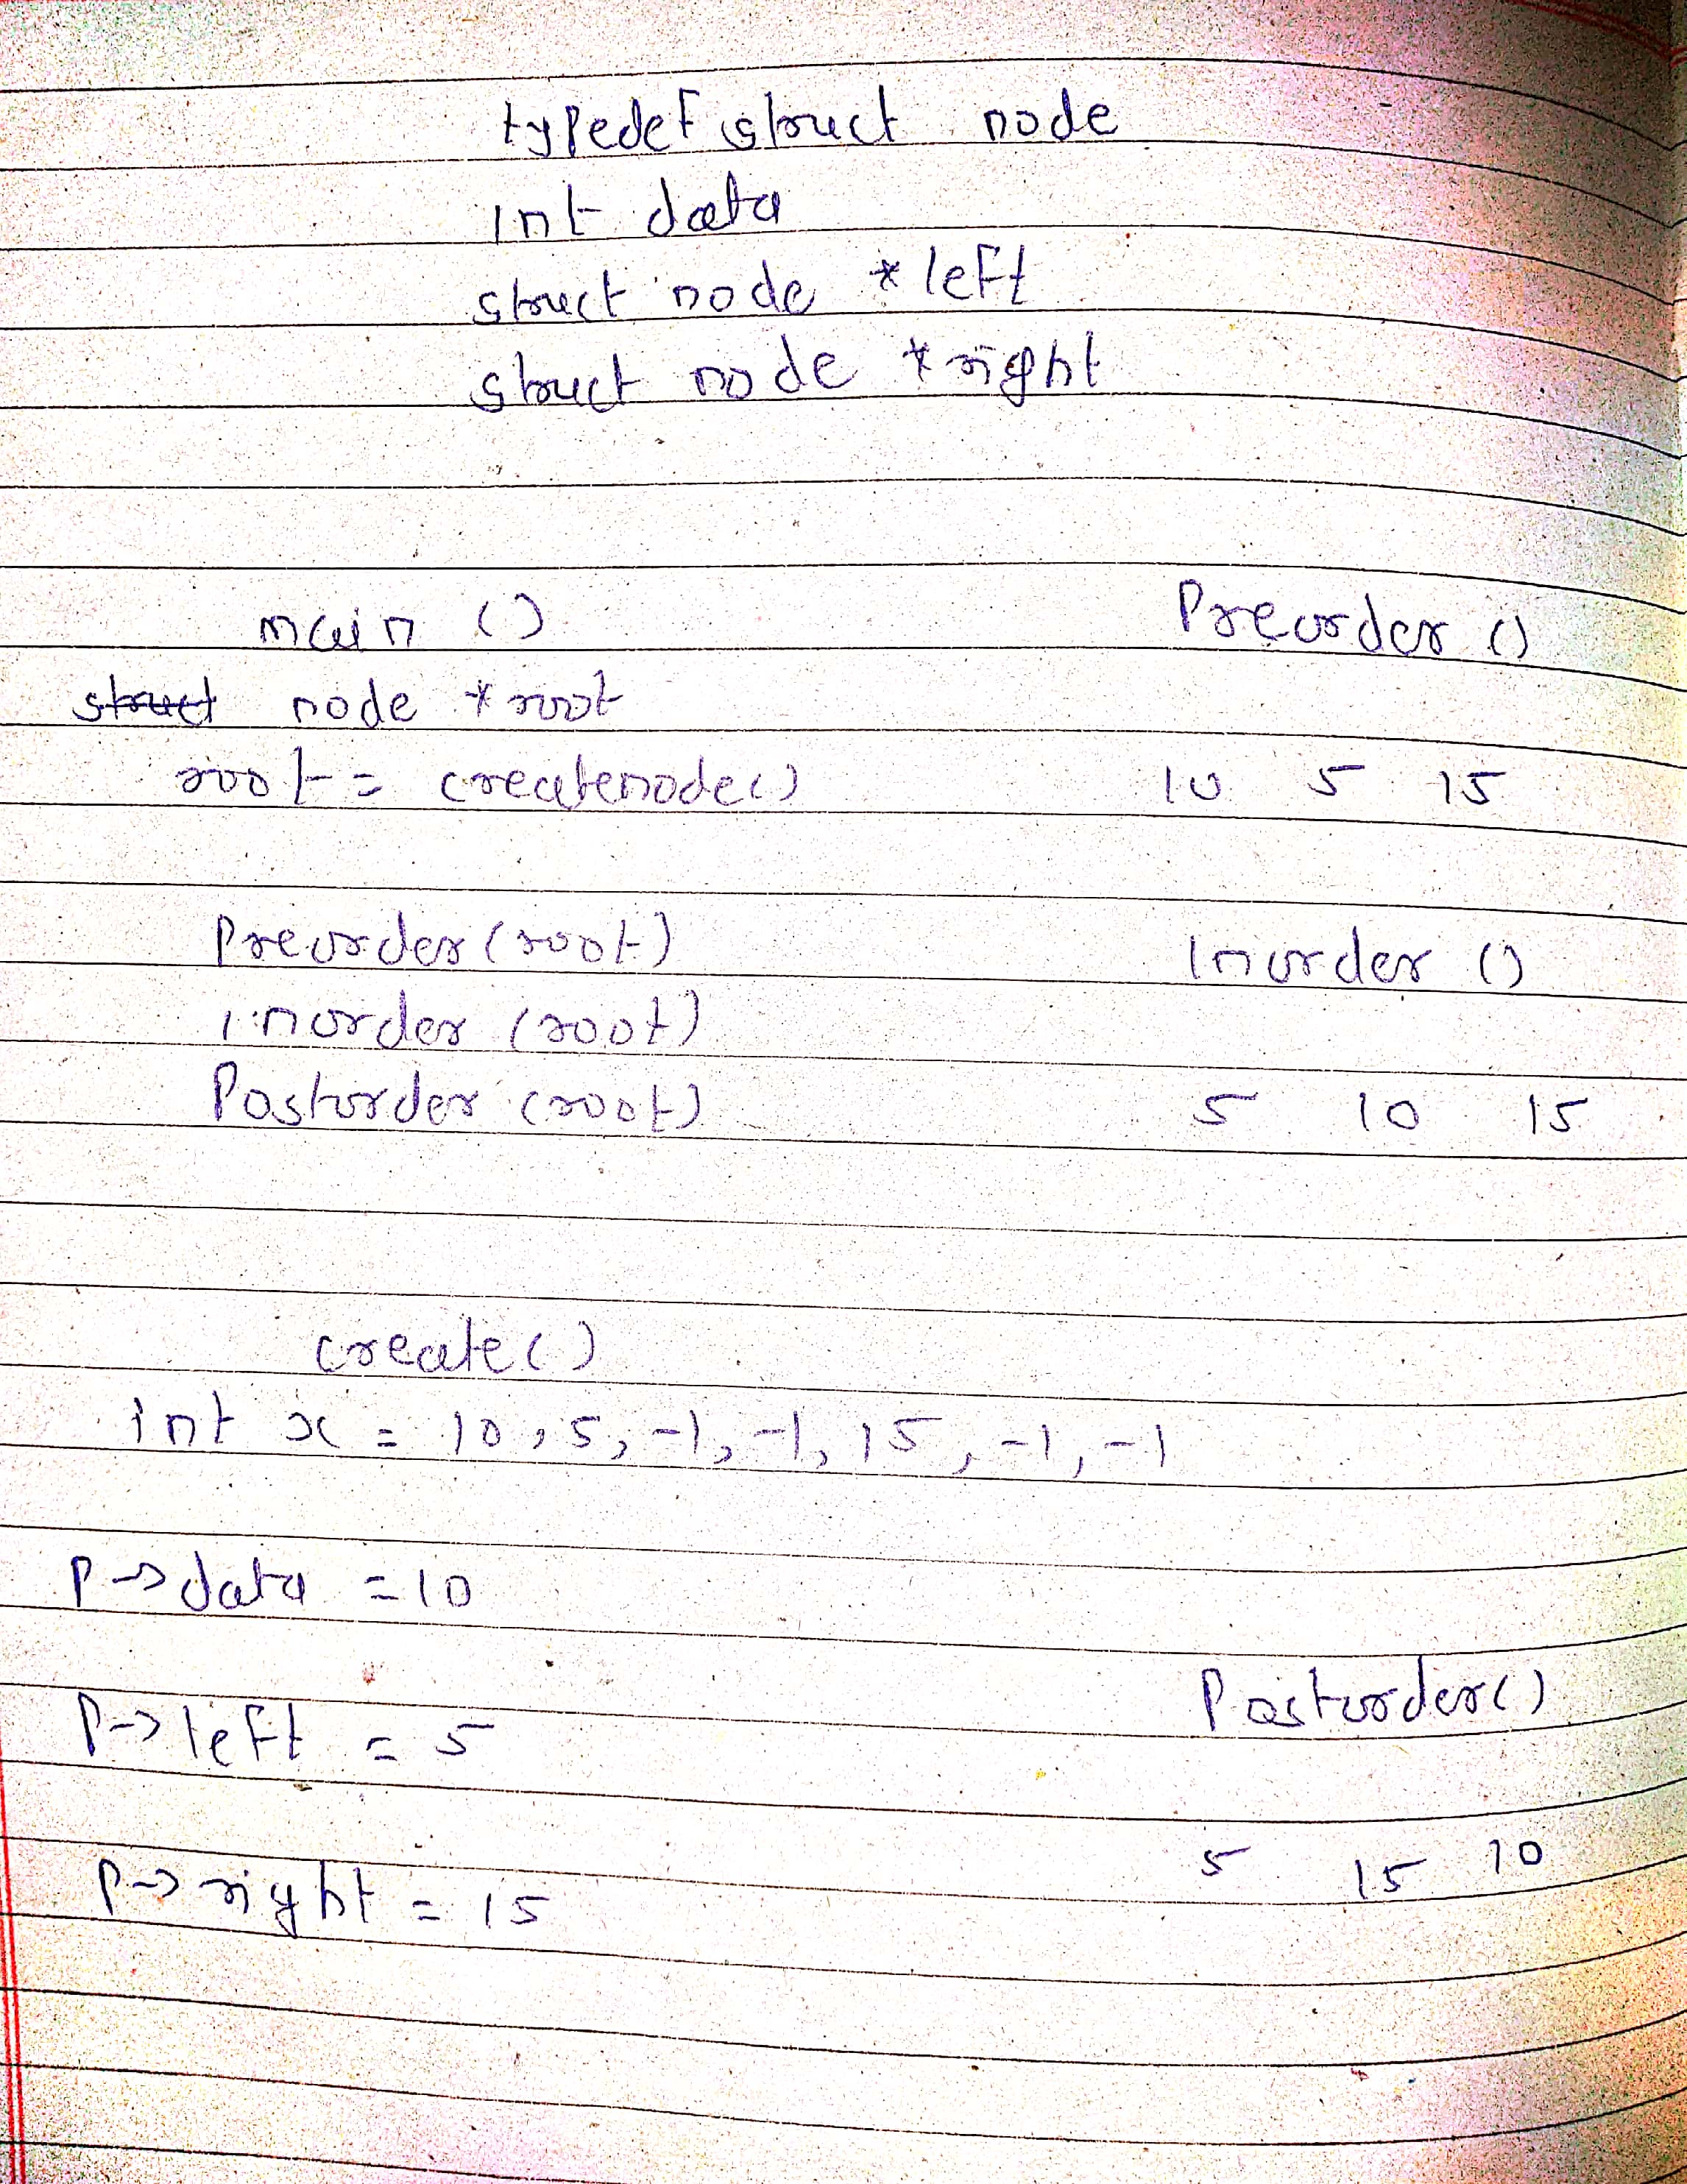 typedef struct node
int data
struct node *left
struct node *right
main ()
struct node *root
root = createnode()
Preorder ()
10 5 15
Preorder (root)
inorder (root)
Postorder (root)
Inorder ()
5 10 15
create()
int x = 10, 5, -1, -1, 15, -1, -1
P->data = 10
P->left = 5
P->right = 15
Postorder()
5 15 10